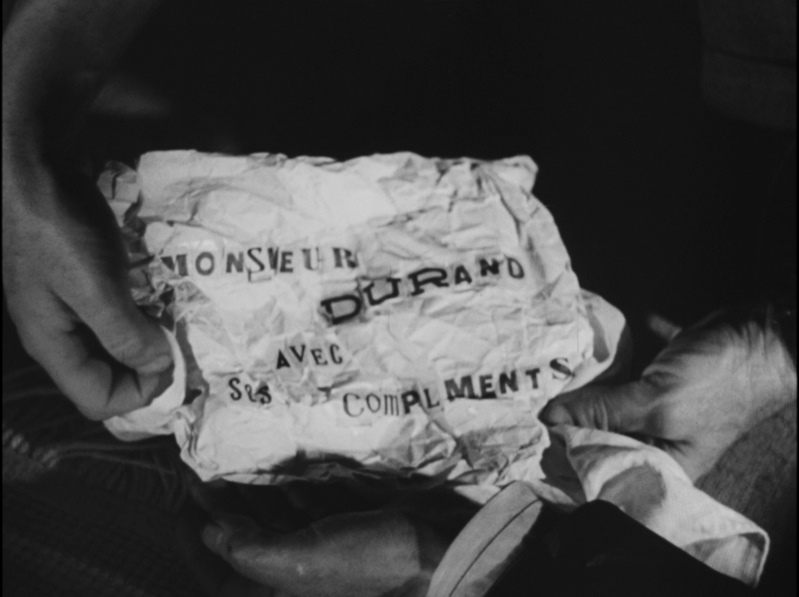 MONSIEUR
DURAND
AVEC
SES COMPLIMENTS